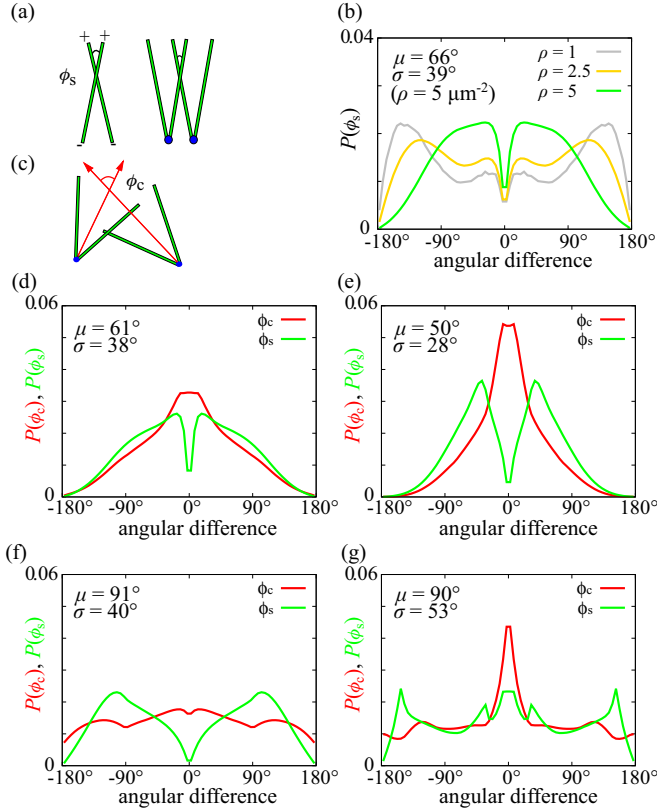 (a)
+ +
ϕs
- -
(b)
0.04
μ = 66°
σ = 39°
(ρ = 5 μm-2)
ρ = 1
ρ = 2.5
ρ = 5
P(ϕs)
0
-180° -90° 0° 90° 180°
angular difference
(c)
ϕc
(d)
0.06
μ = 61°
σ = 38°
ϕc
ϕs
P(ϕc), P(ϕs)
0
-180° -90° 0° 90° 180°
angular difference
(e)
0.06
μ = 50°
σ = 28°
ϕc
ϕs
P(ϕc), P(ϕs)
0
-180° -90° 0° 90° 180°
angular difference
(f)
0.06
μ = 91°
σ = 40°
ϕc
ϕs
P(ϕc), P(ϕs)
0
-180° -90° 0° 90° 180°
angular difference
(g)
0.06
μ = 90°
σ = 53°
ϕc
ϕs
P(ϕc), P(ϕs)
0
-180° -90° 0° 90° 180°
angular difference